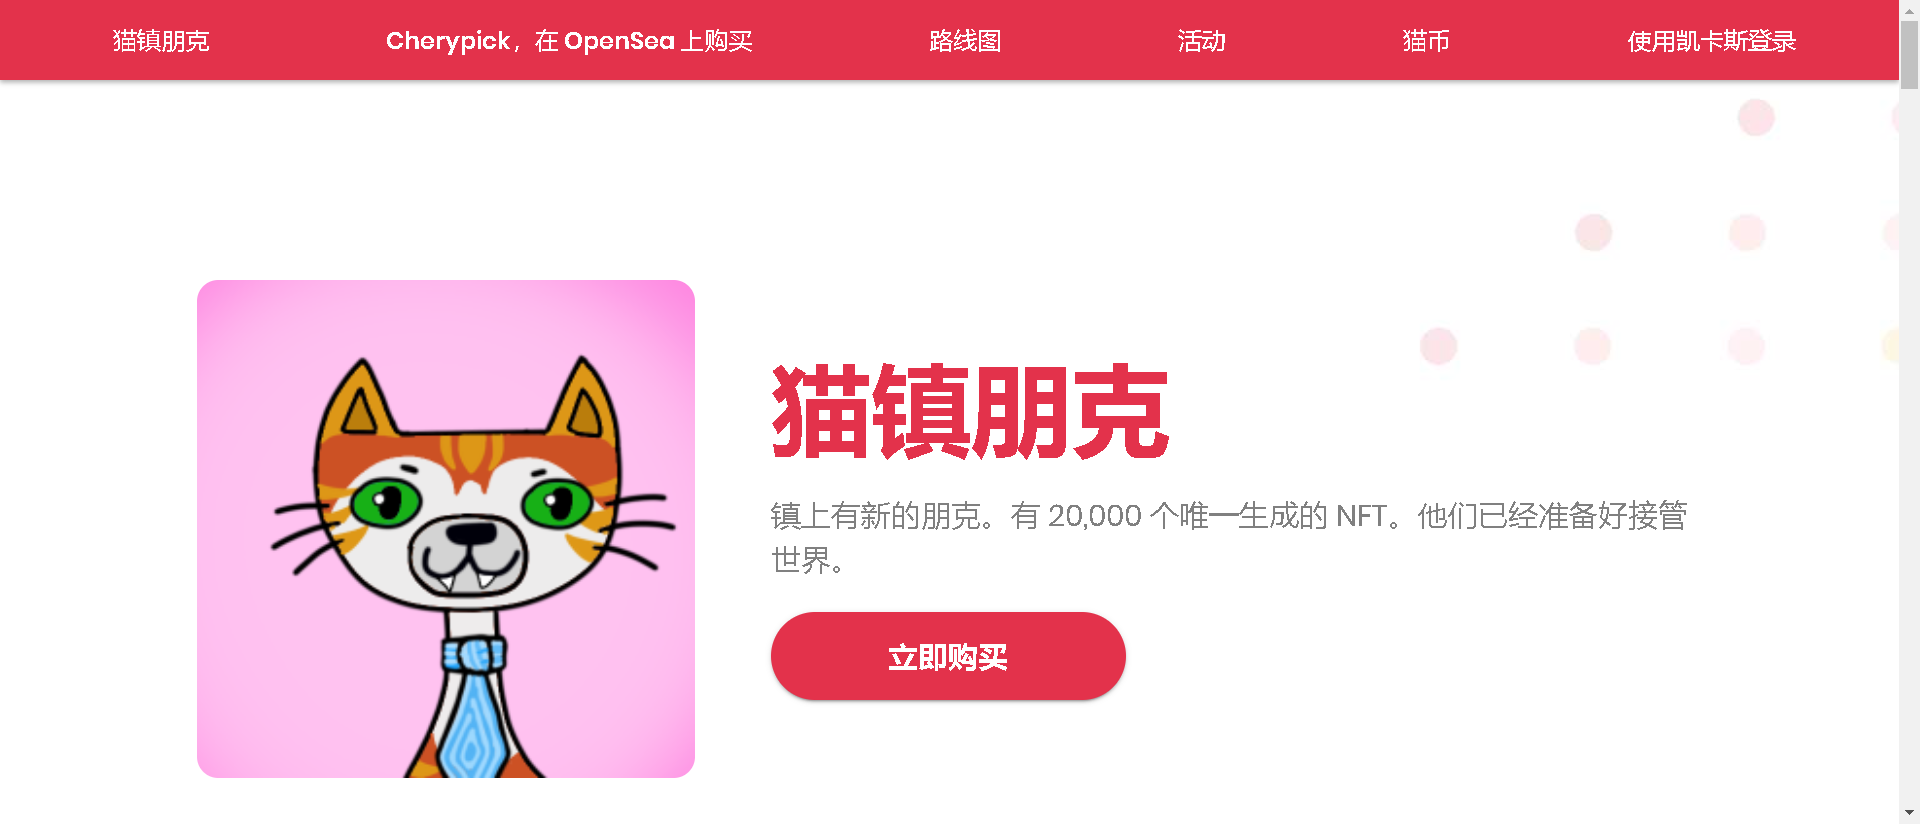 猫镇朋克
Cherypick，在 OpenSea 上购买
路线图
活动
猫币
使用凯卡斯登录
猫镇朋克
镇上有新的朋克。有 20,000 个唯一生成的 NFT。他们已经准备好接管
世界。
立即购买